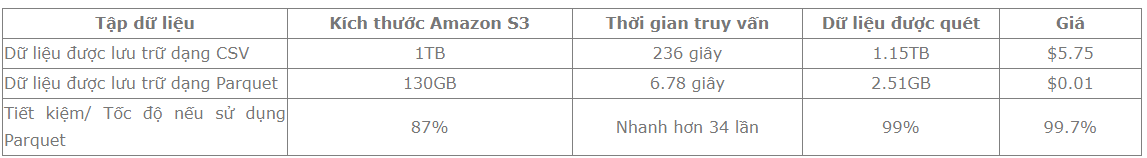 Tập dữ liệu Kích thước Amazon S3 Thời gian truy vấn Dữ liệu được quét Giá
Dữ liệu được lưu trữ dạng CSV 1TB 236 giây 1.15TB $5.75
Dữ liệu được lưu trữ dạng Parquet 130GB 6.78 giây 2.51GB $0.01
Tiết kiệm/ Tốc độ nếu sử dụng
Parquet 87% Nhanh hơn 34 lần 99% 99.7%